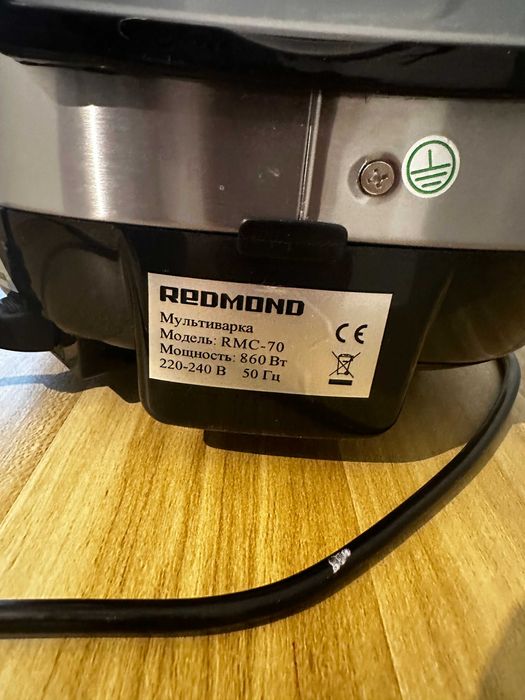 REDMOND
Мультиварка
Модель: RMC-70
Мощность: 860 Вт
220-240 В 50 Гц
CE